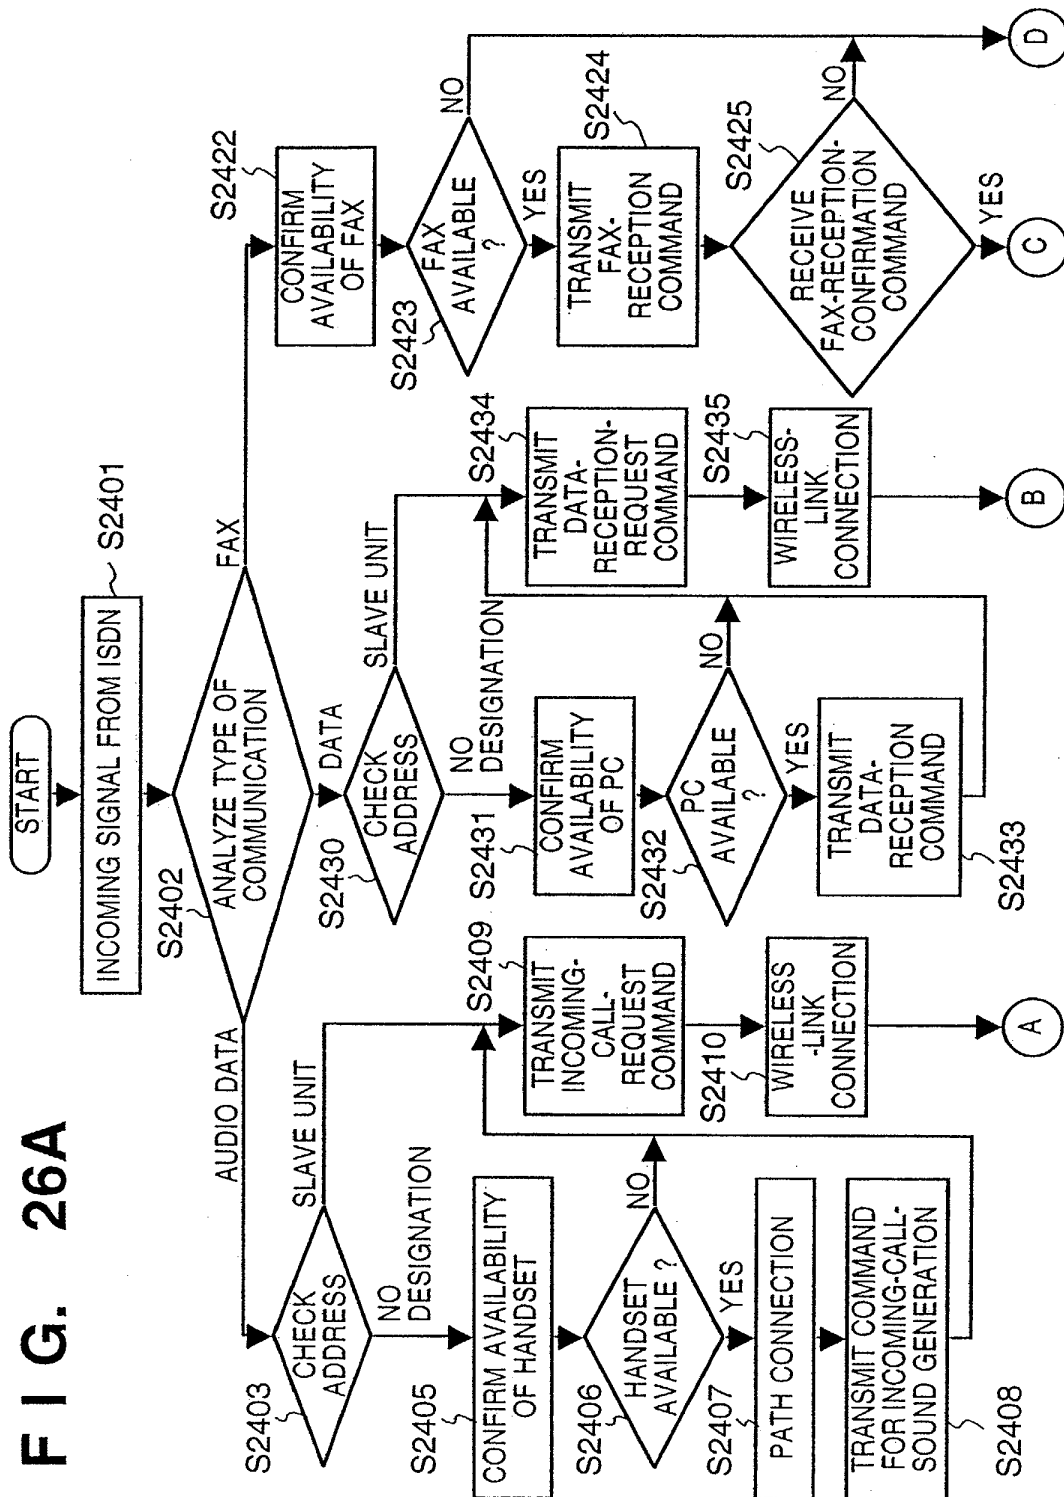 FIG. 26A
START
INCOMING SIGNAL FROM ISDN
S2401
S2402
ANALYZE TYPE OF
COMMUNICATION
AUDIO DATA
DATA
FAX
S2403
CHECK
ADDRESS
SLAVE UNIT
NO
DESIGNATION
S2405
CONFIRM AVAILABILITY
OF HANDSET
S2406
HANDSET
AVAILABLE ?
NO
YES
S2407
PATH CONNECTION
TRANSMIT COMMAND
FOR INCOMING-CALL-
SOUND GENERATION
S2408
S2409
TRANSMIT
INCOMING-
CALL-
REQUEST
COMMAND
S2410
WIRELESS
-LINK
CONNECTION
A
S2430
CHECK
ADDRESS
SLAVE UNIT
NO
DESIGNATION
S2431
CONFIRM
AVAILABILITY
OF PC
S2432
PC
AVAILABLE
?
NO
YES
TRANSMIT
DATA-
RECEPTION
COMMAND
S2433
S2434
TRANSMIT
DATA-
RECEPTION-
REQUEST
COMMAND
S2435
WIRELESS-
LINK
CONNECTION
B
S2422
CONFIRM
AVAILABILITY
OF FAX
S2423
FAX
AVAILABLE
?
NO
YES
S2424
TRANSMIT
FAX-
RECEPTION
COMMAND
S2425
RECEIVE
FAX-RECEPTION-
CONFIRMATION
COMMAND
NO
YES
C
D